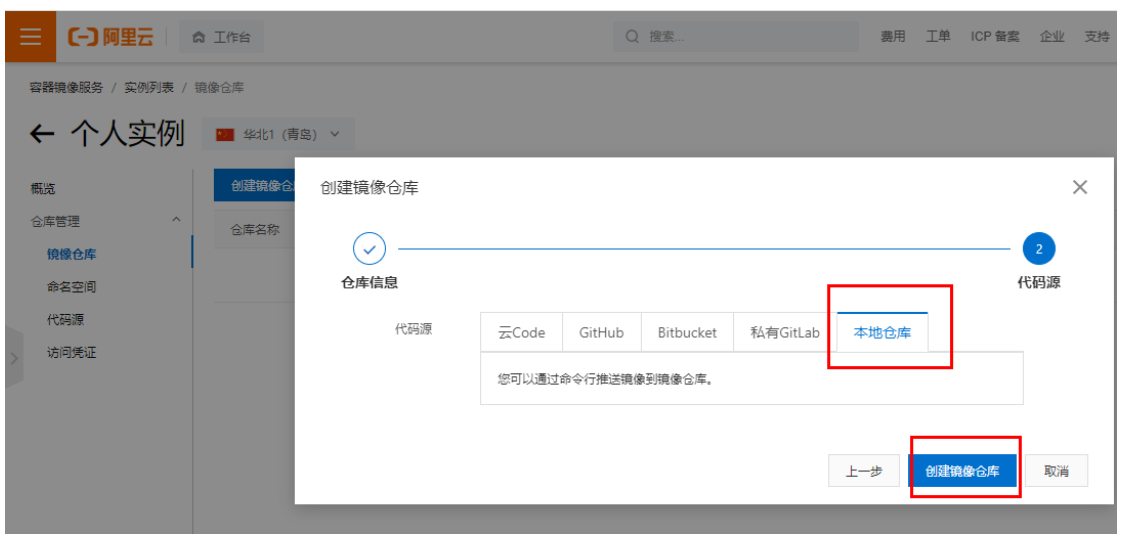 阿里云 工作台 搜索... 费用 工单 ICP 备案 企业 支持
容器镜像服务 / 实例列表 / 镜像仓库
← 个人实例 华北1（青岛）
概览
仓库管理
镜像仓库
命名空间
代码源
访问凭证
创建镜像仓
仓库名称
创建镜像仓库
2
仓库信息 代码源
代码源 云Code GitHub Bitbucket 私有GitLab 本地仓库
您可以通过命令行推送镜像到镜像仓库。
上一步 创建镜像仓库 取消